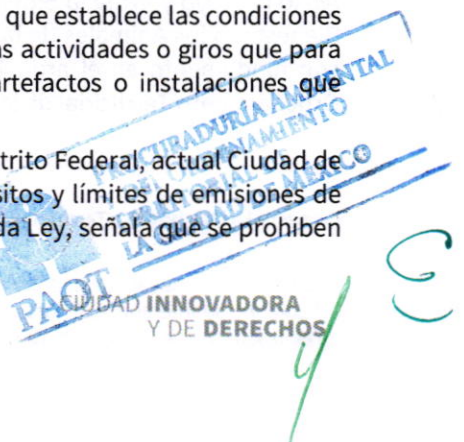 que establece las condiciones
as actividades o giros que para
artefactos o instalaciones que
trito Federal, actual Ciudad de
sitos y límites de emisiones de
da Ley, señala que se prohíben
PROCURADURÍA AMBIENTAL
Y DEL ORDENAMIENTO
TERRITORIAL DE
LA CIUDAD DE MÉXICO
PAOT
CIUDAD INNOVADORA
Y DE DERECHOS